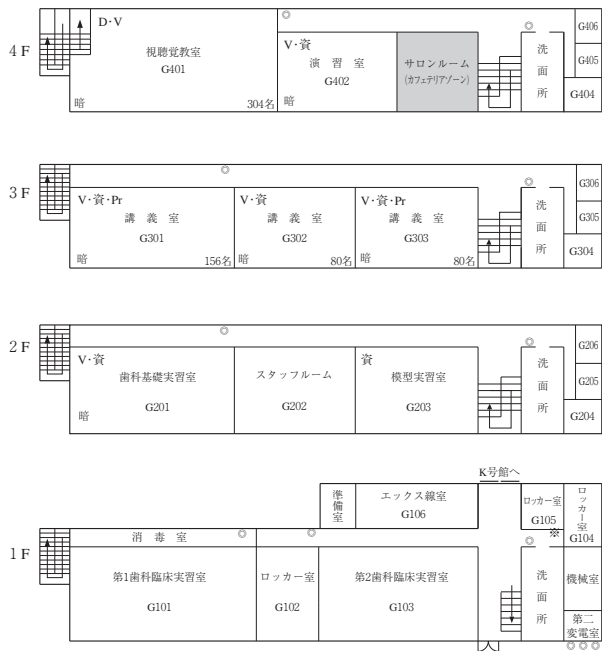 4F
D・V
視聴覚教室
G401
暗
304名
◎
V・資
演習室
G402
暗
サロンルーム
(カフェテリアゾーン)
◎
洗面所
G406
G405
G404
3F
◎
V・資・Pr
講義室
G301
暗
156名
V・資
講義室
G302
暗
80名
V・資・Pr
講義室
G303
暗
80名
◎
洗面所
G306
G305
G304
2F
◎
V・資
歯科基礎実習室
G201
暗
スタッフルーム
G202
資
模型実習室
G203
◎
洗面所
G206
G205
G204
K号館へ
準備室
エックス線室
G106
ロッカー室
G105
※
ロッカー室
G104
1F
消毒室
◎
◎
◎
第1歯科臨床実習室
G101
ロッカー室
G102
第2歯科臨床実習室
G103
洗面所
機械室
第二
変電室
◎◎◎
入